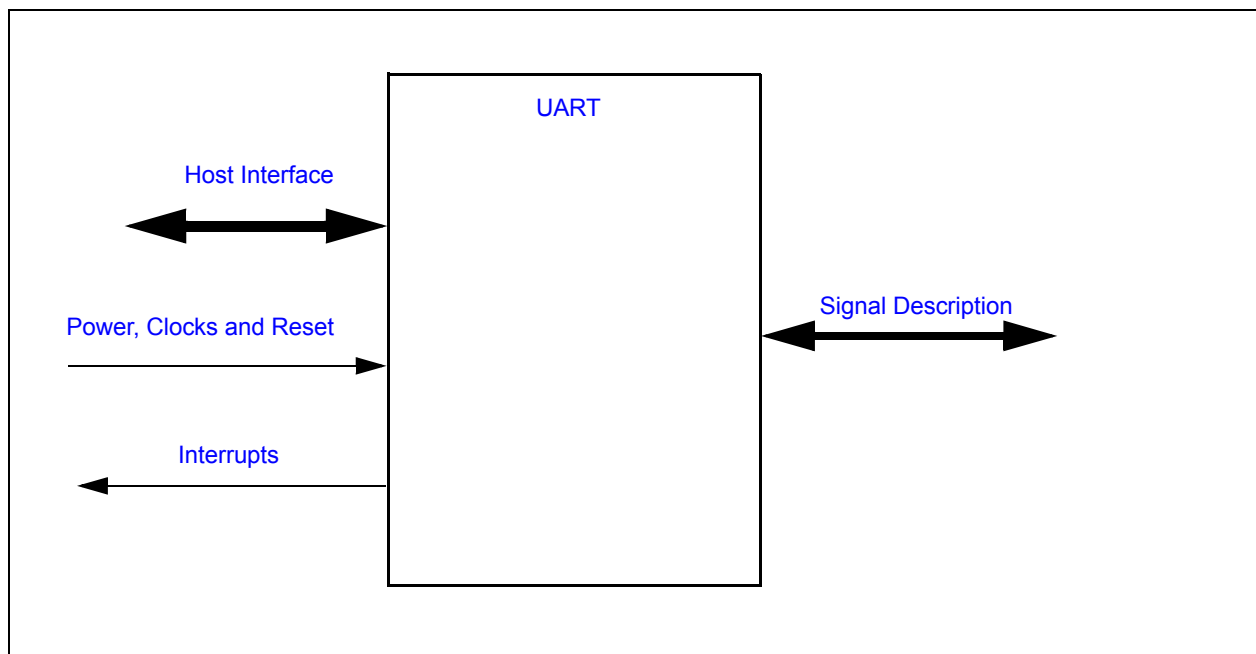 UART
Host Interface
Signal Description
Power, Clocks and Reset
Interrupts